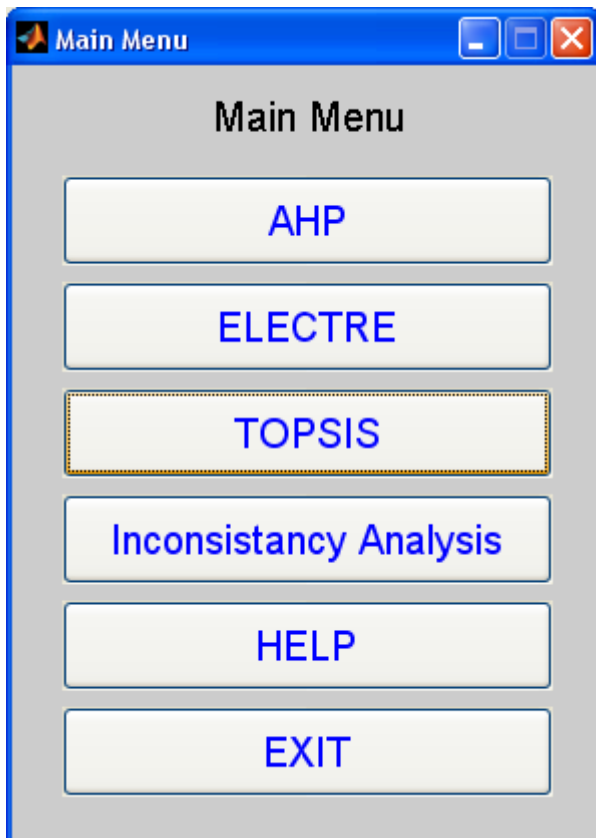 Main Menu
Main Menu
AHP
ELECTRE
TOPSIS
Inconsistancy Analysis
HELP
EXIT